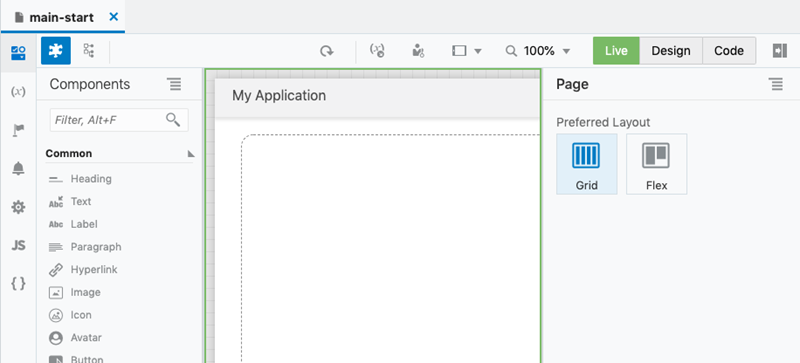 main-start
100%
Live
Design
Code
Components
Filter, Alt+F
Common
Heading
Abc
Text
Abc
Label
Paragraph
Hyperlink
Image
Icon
Avatar
Button
(x)
JS
{ }
My Application
Page
Preferred Layout
Grid
Flex